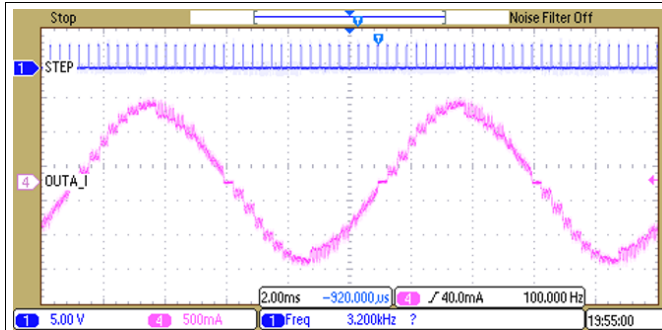 Stop Noise Filter Off
1 STEP
4 OUTA_I
2.00ms -920.000µs 4 40.0mA 100.000 Hz
1 5.00 V 4 500mA 1 Freq 3.200kHz ? 19:55:00